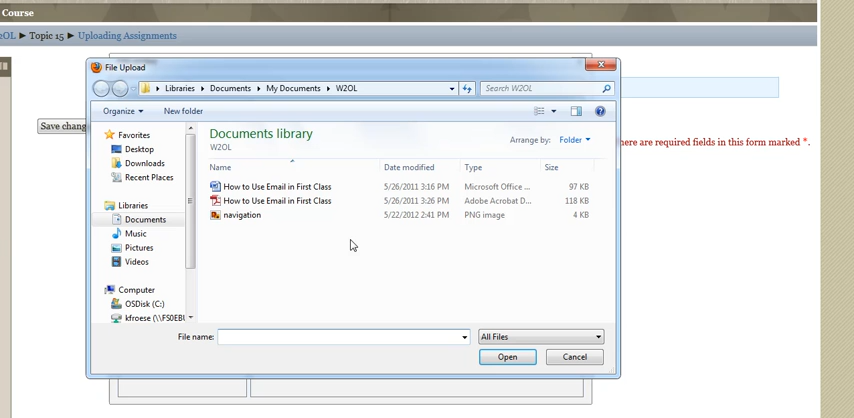 Course
2OL ► Topic 15 ► Uploading Assignments
File Upload
Libraries ▸ Documents ▸ My Documents ▸ W2OL
Search W2OL
Organize New folder
Favorites
Desktop
Downloads
Recent Places
Libraries
Documents
Music
Pictures
Videos
Computer
OSDisk (C:)
kfroese (\\FS0EBU
Documents library
W2OL
Arrange by: Folder
Name Date modified Type Size
How to Use Email in First Class 5/26/2011 3:16 PM Microsoft Office ... 97 KB
How to Use Email in First Class 5/26/2011 3:26 PM Adobe Acrobat D... 118 KB
navigation 5/22/2012 2:41 PM PNG image 4 KB
File name: All Files
Open Cancel
Save chang
here are required fields in this form marked *.